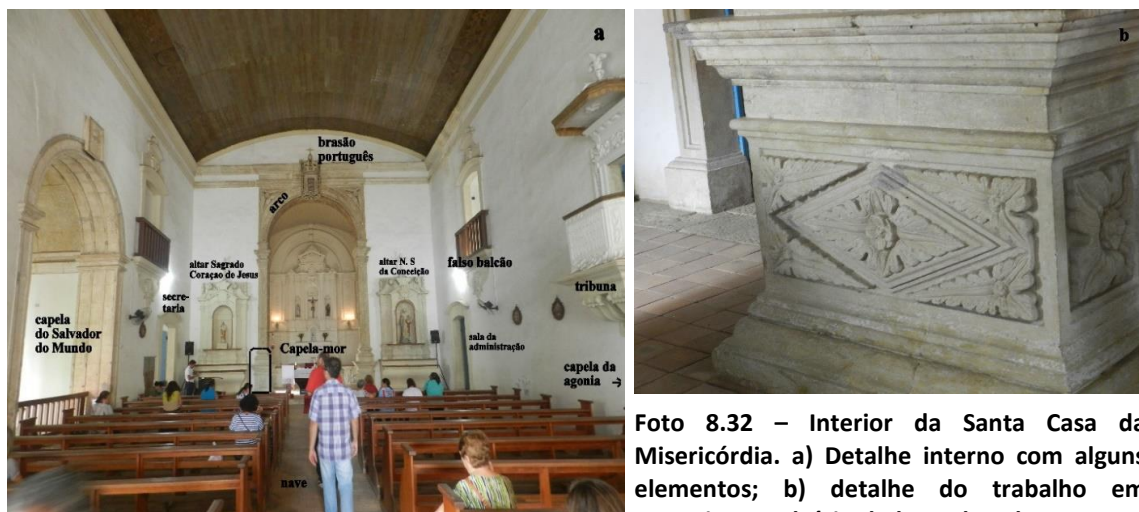 a
brasão
português
arco
altar Sagrado
Coraçao de Jesus
altar N. S
da Conceição
falso balcão
secre-
taria
tribuna
capela
do Salvador
do Mundo
Capela-mor
sala da
administração
capela da
agonia →
nave
b
Foto 8.32 – Interior da Santa Casa da
Misericórdia. a) Detalhe interno com alguns
elementos; b) detalhe do trabalho em